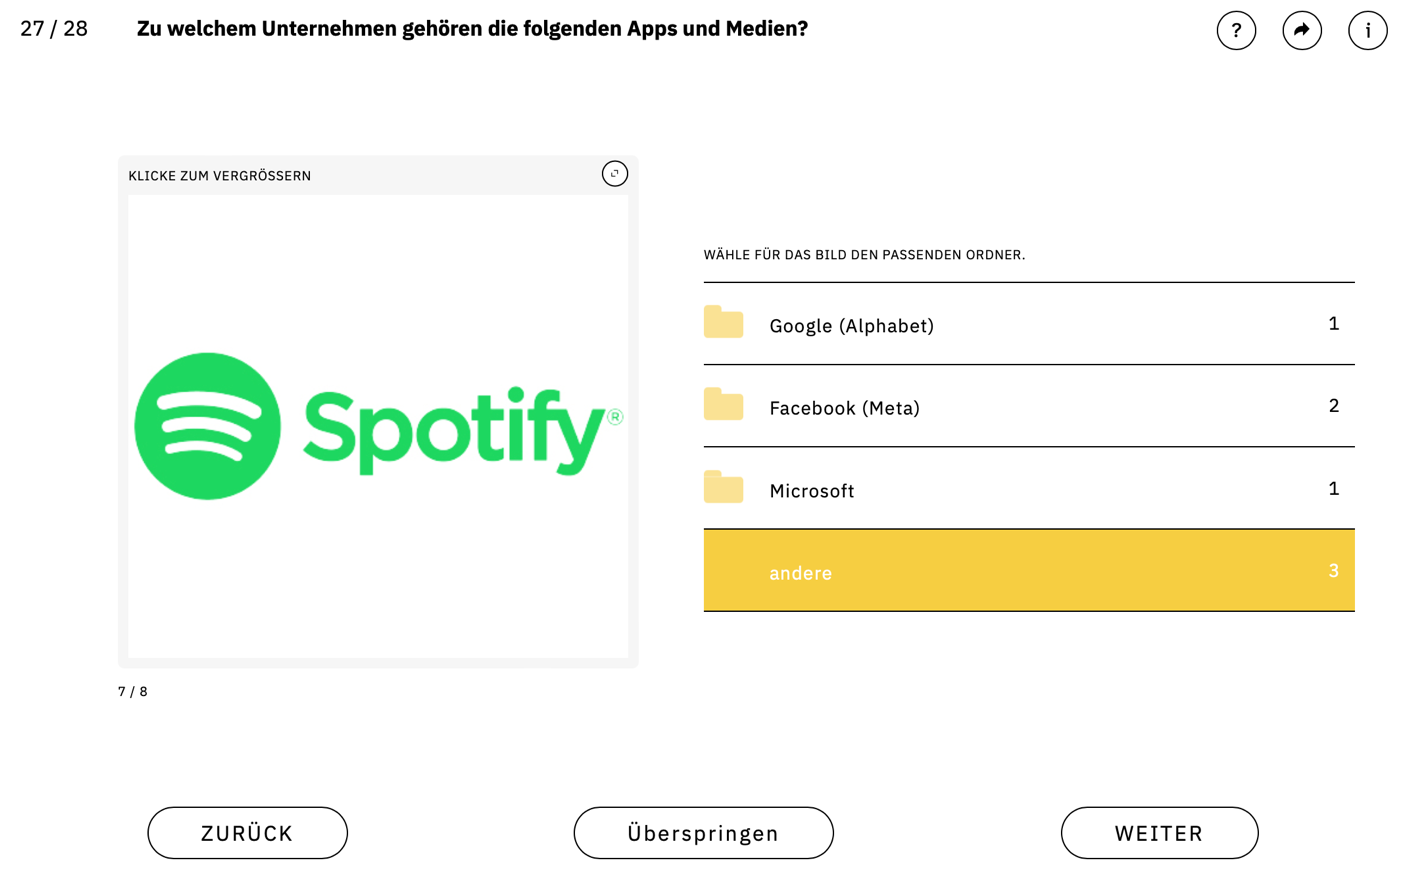 27 / 28
Zu welchem Unternehmen gehören die folgenden Apps und Medien?
?
i
KLICKE ZUM VERGRÖSSERN
Spotify®
7 / 8
WÄHLE FÜR DAS BILD DEN PASSENDEN ORDNER.
Google (Alphabet) 1
Facebook (Meta) 2
Microsoft 1
andere 3
ZURÜCK
Überspringen
WEITER